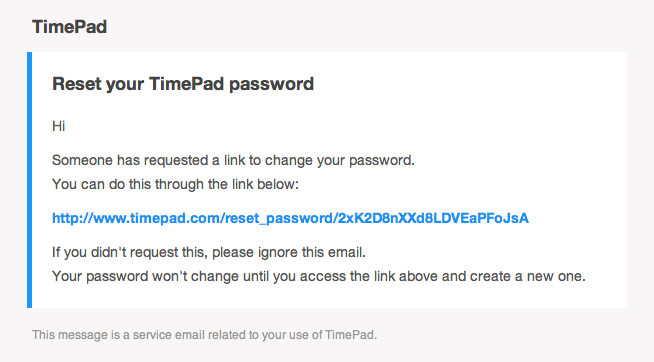 TimePad
Reset your TimePad password
Hi
Someone has requested a link to change your password.
You can do this through the link below:
http://www.timepad.com/reset_password/2xK2D8nXXd8LDVEaPFoJsA
If you didn't request this, please ignore this email.
Your password won't change until you access the link above and create a new one.
This message is a service email related to your use of TimePad.